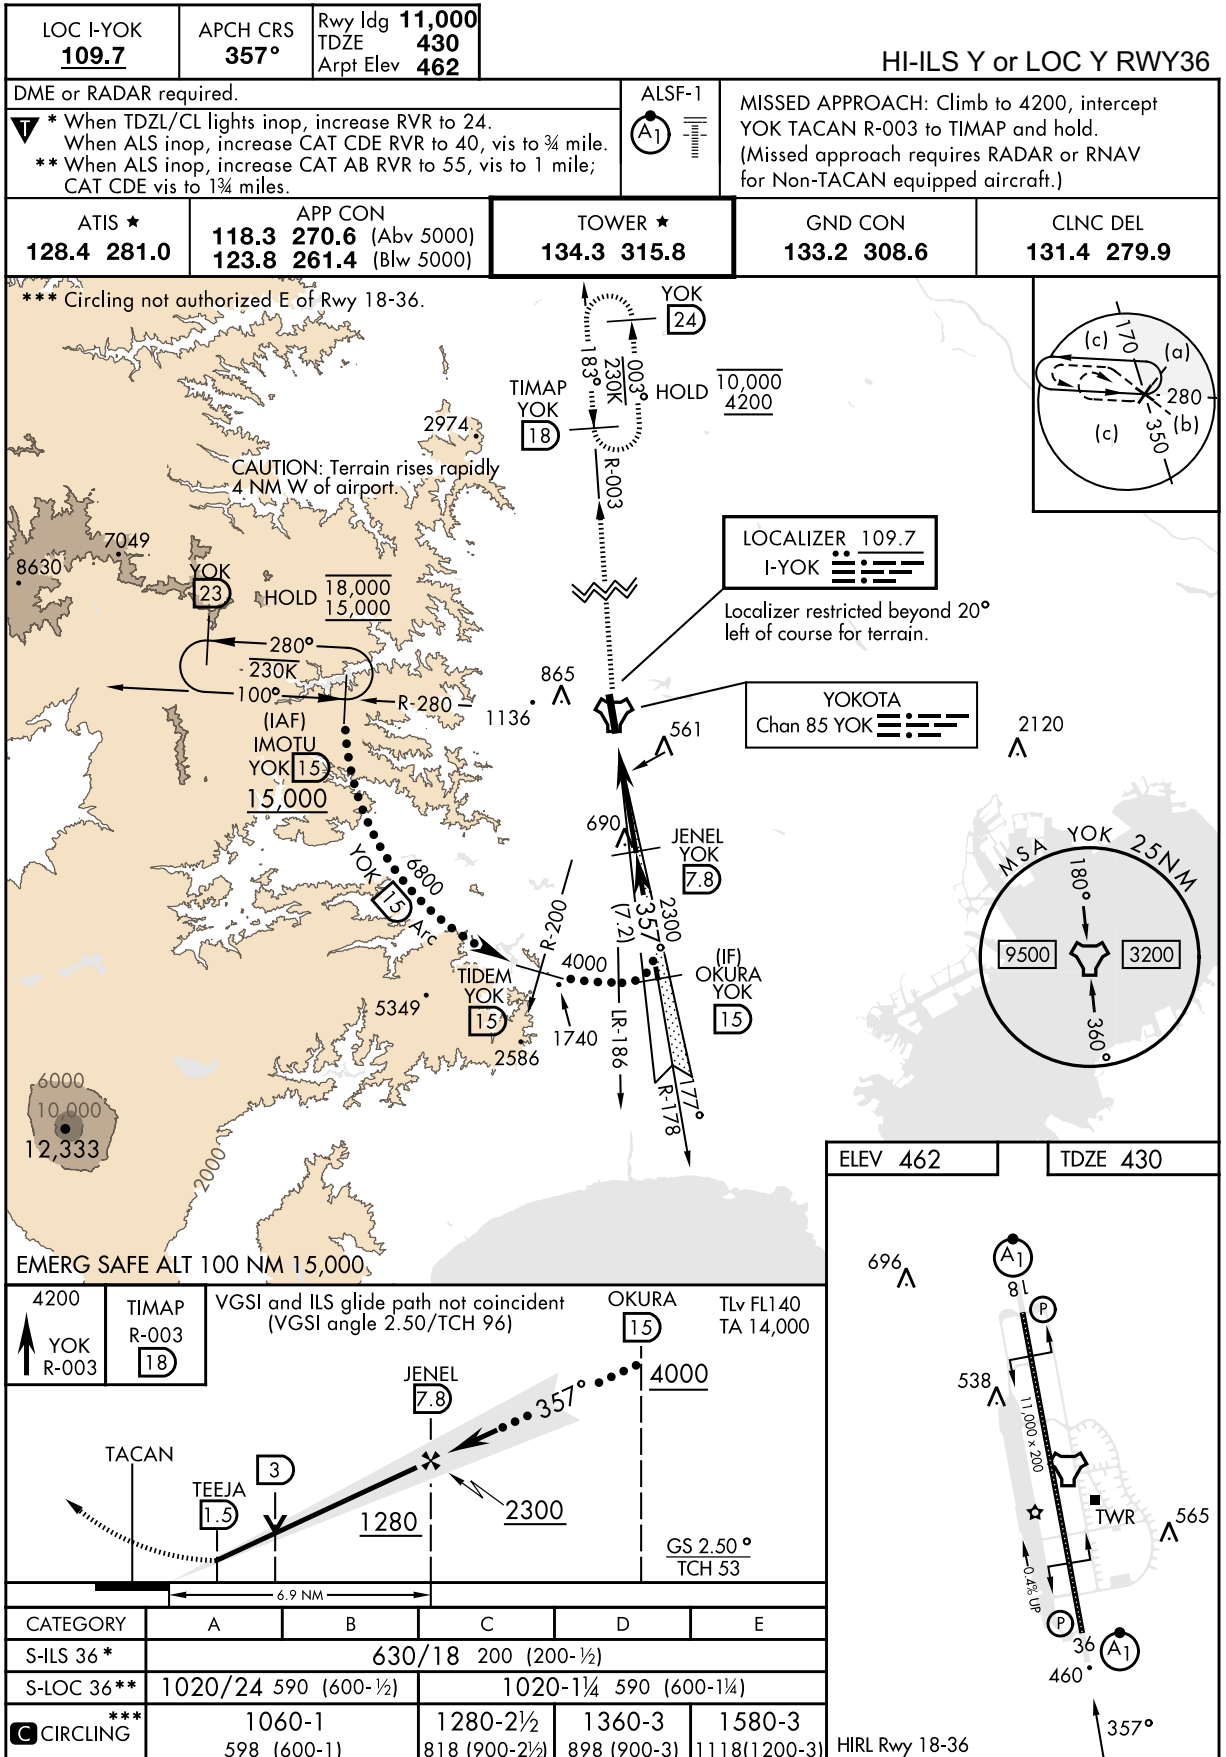 LOC I-YOK
109.7
APCH CRS
357°
Rwy ldg 11,000
TDZE 430
Arpt Elev 462
HI-ILS Y or LOC Y RWY36
DME or RADAR required.
T * When TDZL/CL lights inop, increase RVR to 24.
When ALS inop, increase CAT CDE RVR to 40, vis to ¾ mile.
** When ALS inop, increase CAT AB RVR to 55, vis to 1 mile;
CAT CDE vis to 1¾ miles.
ALSF-1
A1
MISSED APPROACH: Climb to 4200, intercept
YOK TACAN R-003 to TIMAP and hold.
(Missed approach requires RADAR or RNAV
for Non-TACAN equipped aircraft.)
ATIS ★
128.4 281.0
APP CON
118.3 270.6 (Abv 5000)
123.8 261.4 (Blw 5000)
TOWER ★
134.3 315.8
GND CON
133.2 308.6
CLNC DEL
131.4 279.9
*** Circling not authorized E of Rwy 18-36.
YOK
24
183°
230K
003°
HOLD
10,000
4200
TIMAP
YOK
18
R-003
170
(c)
(a)
280
(b)
(c)
350
2974
CAUTION: Terrain rises rapidly
4 NM W of airport.
7049
8630
YOK
23
HOLD
18,000
15,000
280°
230K
100°
R-280
(IAF)
IMOTU
YOK 15
15,000
LOCALIZER 109.7
I-YOK
Localizer restricted beyond 20°
left of course for terrain.
865
1136
YOKOTA
Chan 85 YOK
561
2120
690
JENEL
YOK
7.8
6800
YOK 15 Arc
R-200
(7.2)
357°
2300
4000
TIDEM
YOK
15
(IF)
OKURA
YOK
15
5349
1740
2586
LR-186
R-178
177°
MSA YOK 25NM
180°
9500
3200
360°
6000
10,000
12,333
2000
EMERG SAFE ALT 100 NM 15,000
ELEV 462
TDZE 430
696
A1
18
P
538
11,000 x 200
TWR
565
0.4% UP
P
36
A1
460
357°
HIRL Rwy 18-36
4200
YOK
R-003
TIMAP
R-003
18
VGSI and ILS glide path not coincident
(VGSI angle 2.50/TCH 96)
OKURA
15
TLv FL140
TA 14,000
JENEL
7.8
357°
4000
TACAN
3
TEEJA
1.5
1280
2300
GS 2.50°
TCH 53
6.9 NM
CATEGORY A B C D E
S-ILS 36 * 630/18 200 (200-½)
S-LOC 36** 1020/24 590 (600-½) 1020-1¼ 590 (600-1¼)
C CIRCLING *** 1060-1 1280-2½ 1360-3 1580-3
598 (600-1) 818 (900-2½) 898 (900-3) 1118(1200-3)